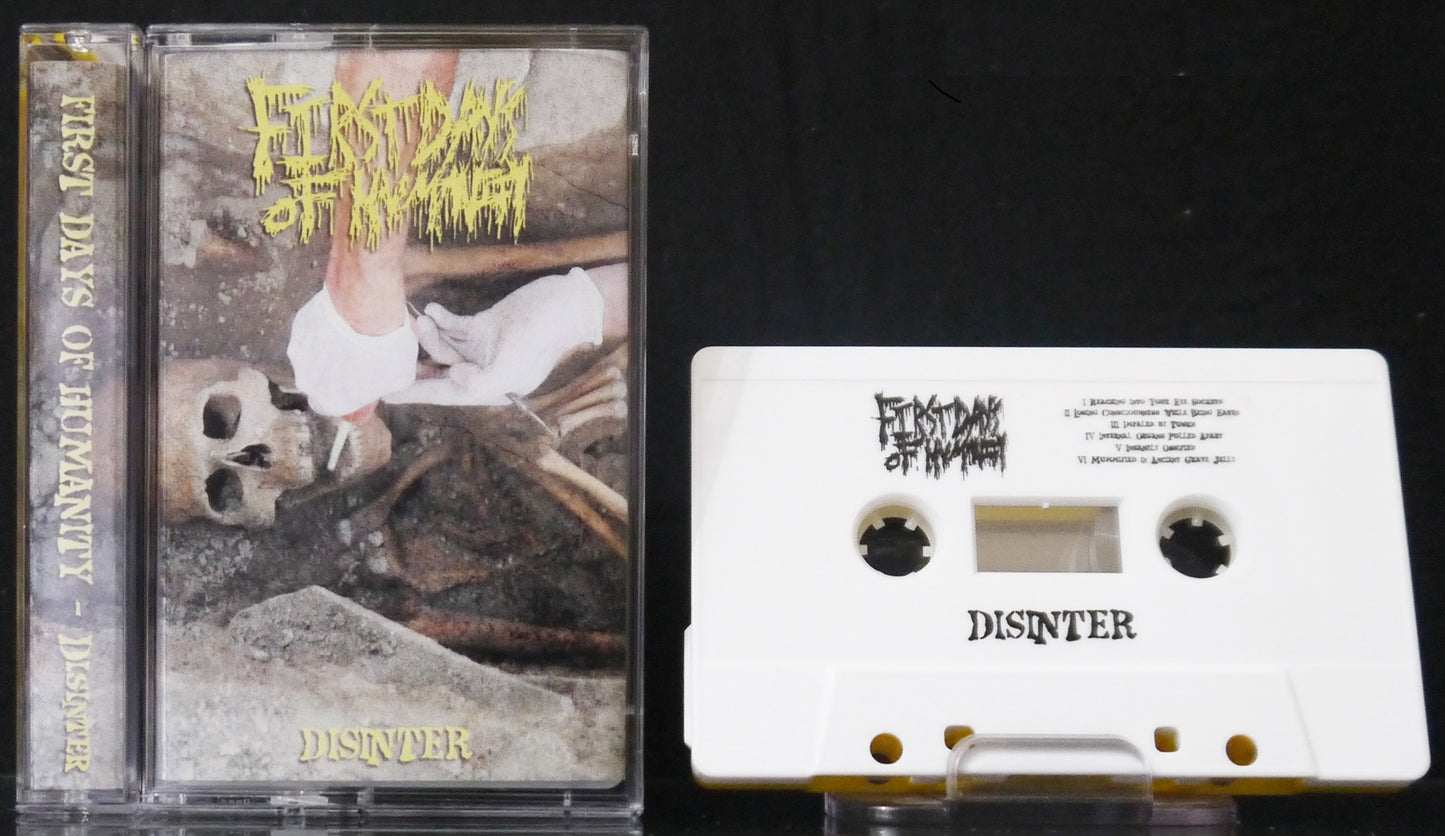 FIRST DAYS OF HUMANITY ~ DISINTER
FIRST DAYS
OF HUMANITY
DISINTER
FIRST DAYS
OF HUMANITY
I REACHING INTO YOUR EYE SOCKETS
II LOSING CONSCIOUSNESS WHILE BEING EATEN
III IMPALED BY TUSKS
IV INTERNAL ORGANS PULLED APART
V INSANELY OSSIFIED
VI MUMMIFIED IN ANCIENT GRAVE JELLY
DISINTER